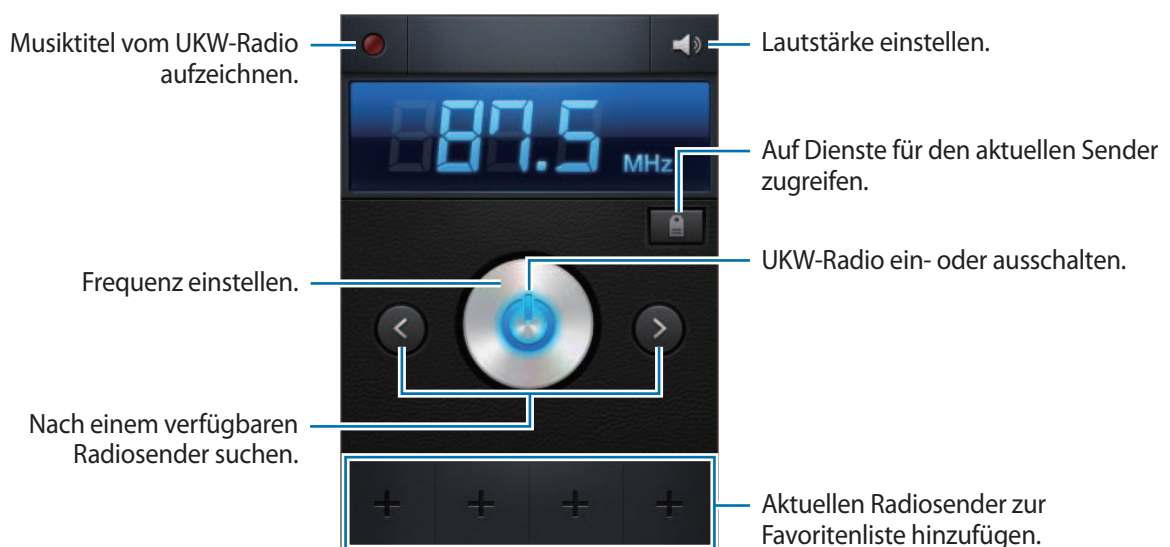 Musiktitel vom UKW-Radio
aufzeichnen.
Lautstärke einstellen.
87.5
MHz
Auf Dienste für den aktuellen Sender
zugreifen.
UKW-Radio ein- oder ausschalten.
Frequenz einstellen.
Nach einem verfügbaren
Radiosender suchen.
Aktuellen Radiosender zur
Favoritenliste hinzufügen.